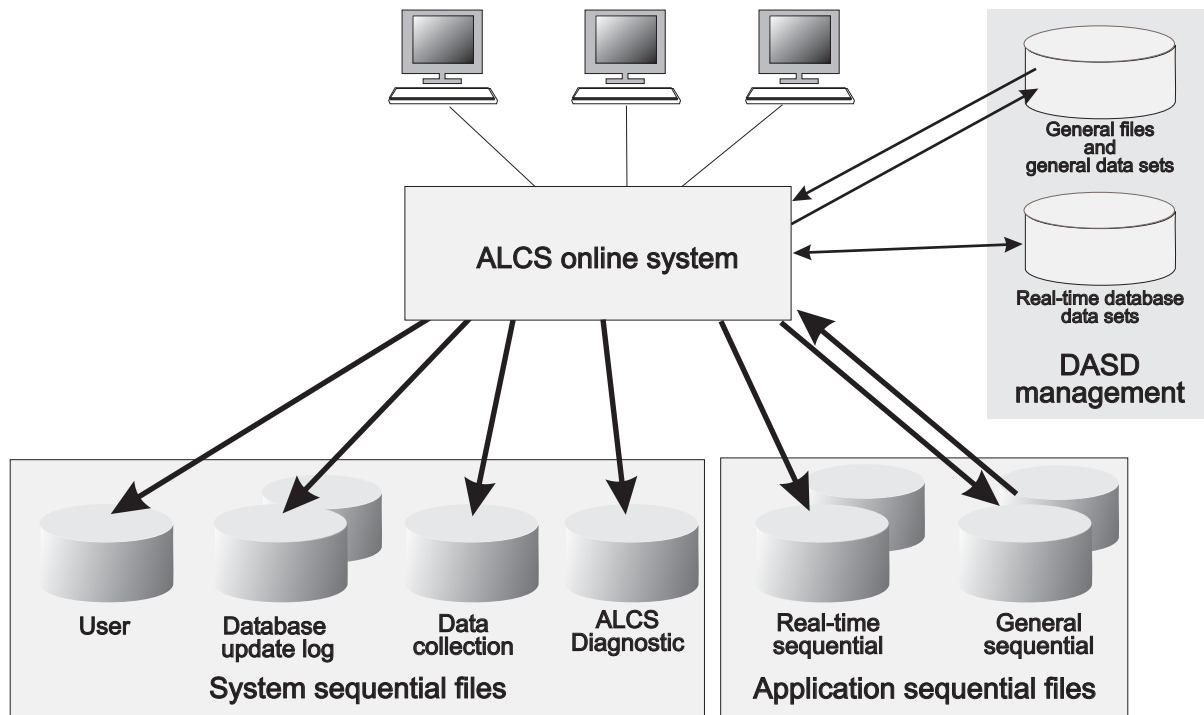 General files
and
general data sets
ALCS online system
Real-time database
data sets
DASD
management
User
Database
update log
Data
collection
ALCS
Diagnostic
System sequential files
Real-time
sequential
General
sequential
Application sequential files